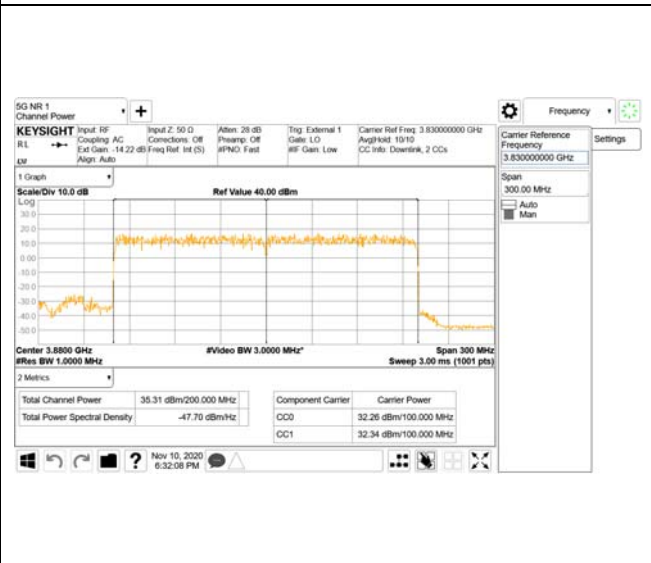 5G NR 1
Channel Power
Frequency
KEYSIGHT
RL
Input: RF
Coupling: AC
Ext Gain: -14.22 dB
Align: Auto
Input Z: 50 Ω
Corrections: Off
Freq Ref: Int (S)
Atten: 28 dB
Preamp: Off
#PNO: Fast
Trig: External 1
Gate: LO
#IF Gain: Low
Carrier Ref Freq: 3.830000000 GHz
Avg|Hold: 10/10
CC Info: Downlink, 2 CCs
Carrier Reference
Frequency
3.830000000 GHz
Settings
Span
300.00 MHz
Auto
Man
1 Graph
Scale/Div 10.0 dB
Ref Value 40.00 dBm
Log
30.0
20.0
10.0
0.00
-10.0
-20.0
-30.0
-40.0
-50.0
Center 3.8800 GHz
#Video BW 3.0000 MHz*
Span 300 MHz
#Res BW 1.0000 MHz
Sweep 3.00 ms (1001 pts)
2 Metrics
Total Channel Power 35.31 dBm/200.000 MHz
Total Power Spectral Density -47.70 dBm/Hz
Component Carrier Carrier Power
CC0 32.26 dBm/100.000 MHz
CC1 32.34 dBm/100.000 MHz
Nov 10, 2020
6:32:08 PM